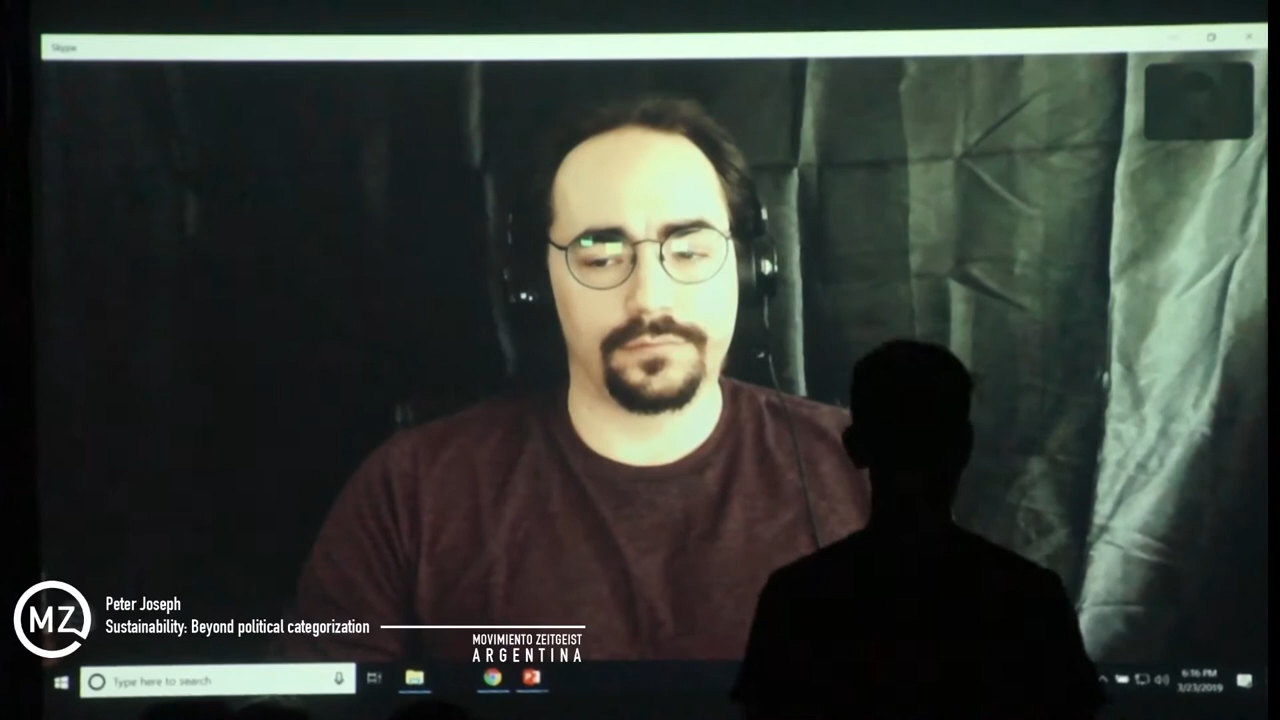 Skype
MZ
Peter Joseph
Sustainability: Beyond political categorization
MOVIMIENTO ZEITGEIST
ARGENTINA
Type here to search
6:16 PM
3/23/2019